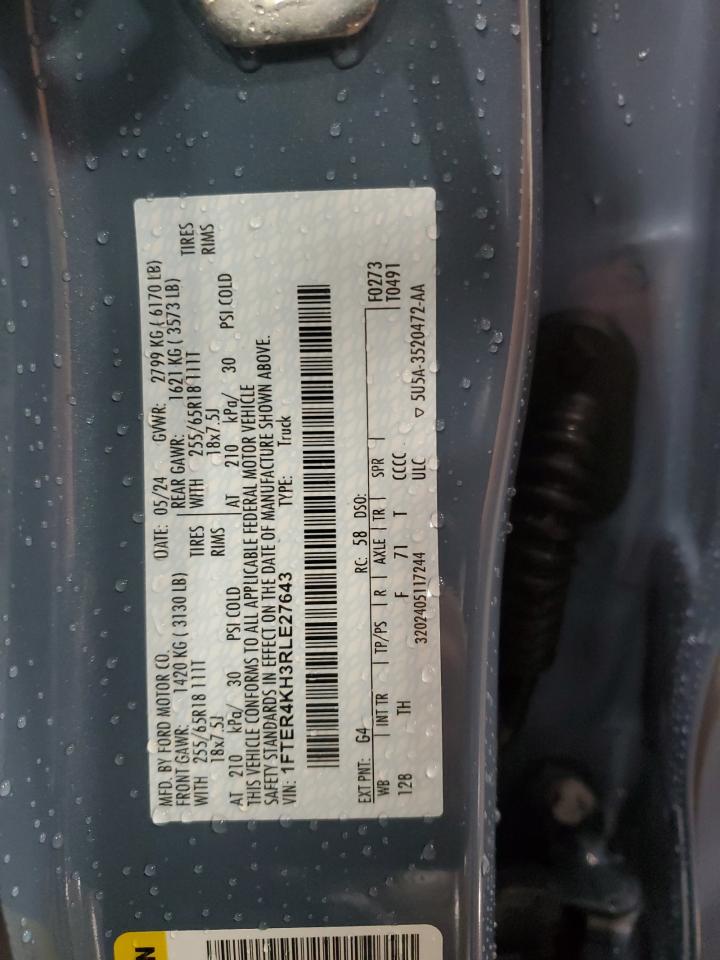 MFD. BY FORD MOTOR CO.
DATE: 05/24 GVWR: 2799 KG ( 6170 LB)
FRONT GAWR: 1420 KG ( 3130 LB) REAR GAWR: 1621 KG ( 3573 LB)
WITH 255/65R18 111T TIRES WITH 255/65R18 111T TIRES
18x7.5J RIMS 18x7.5J RIMS
AT 210 kPa/ 30 PSI COLD AT 210 kPa/ 30 PSI COLD
THIS VEHICLE CONFORMS TO ALL APPLICABLE FEDERAL MOTOR VEHICLE
SAFETY STANDARDS IN EFFECT ON THE DATE OF MANUFACTURE SHOWN ABOVE.
VIN: 1FTER4KH3RLE27643 TYPE: Truck
F0273
T0491
EXT PNT: G4 RC: 58 DSO:
WB INT TR TP/PS R AXLE TR SPR
128 TH F 71 T CCCC
3202405117244 ULC ▽ 5U5A-3520472-AA
N